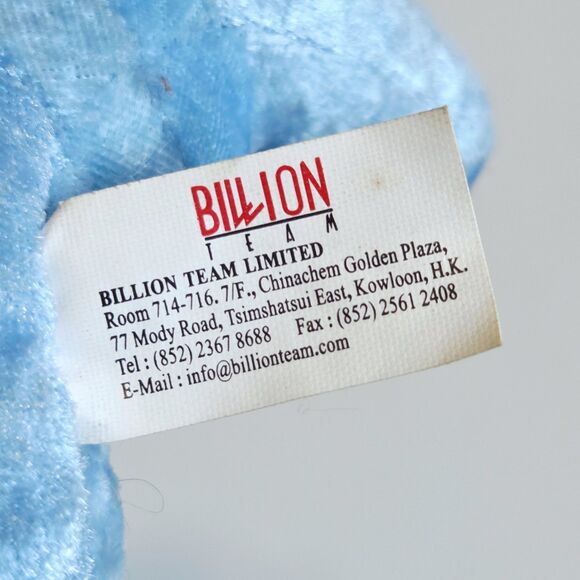 BILLION
TEAM
BILLION TEAM LIMITED
Room 714-716. 7/F., Chinachem Golden Plaza,
77 Mody Road, Tsimshatsui East, Kowloon, H.K.
Tel : (852) 2367 8688 Fax : (852) 2561 2408
E-Mail : info@billionteam.com